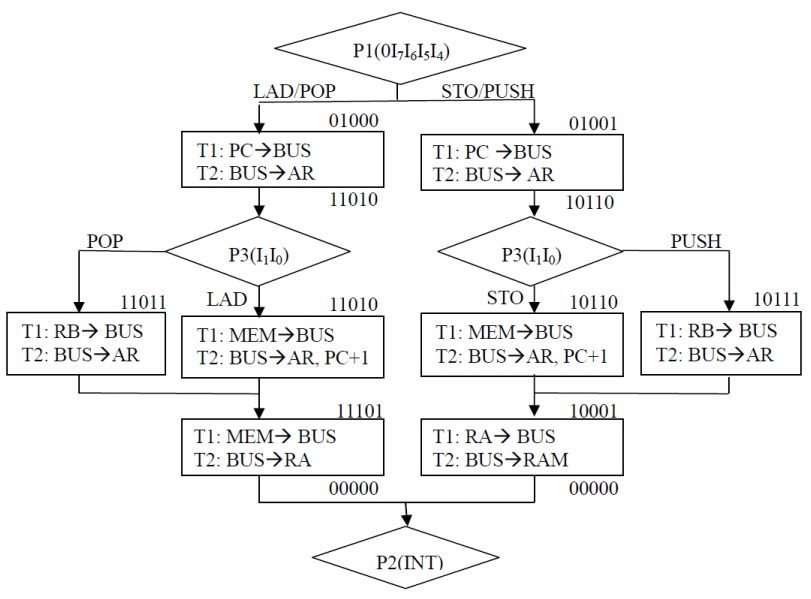 P1(0I₇I₆I₅I₄)
LAD/POP
STO/PUSH
01000
T1: PC→BUS
T2: BUS→AR
11010
01001
T1: PC →BUS
T2: BUS→ AR
10110
P3(I₁I₀)
POP
LAD
P3(I₁I₀)
STO
PUSH
11011
T1: RB→ BUS
T2: BUS→AR
11010
T1: MEM→BUS
T2: BUS→AR, PC+1
10110
T1: MEM→BUS
T2: BUS→AR, PC+1
10111
T1: RB→ BUS
T2: BUS→AR
11101
T1: MEM→ BUS
T2: BUS→RA
00000
10001
T1: RA→ BUS
T2: BUS→RAM
00000
P2(INT)